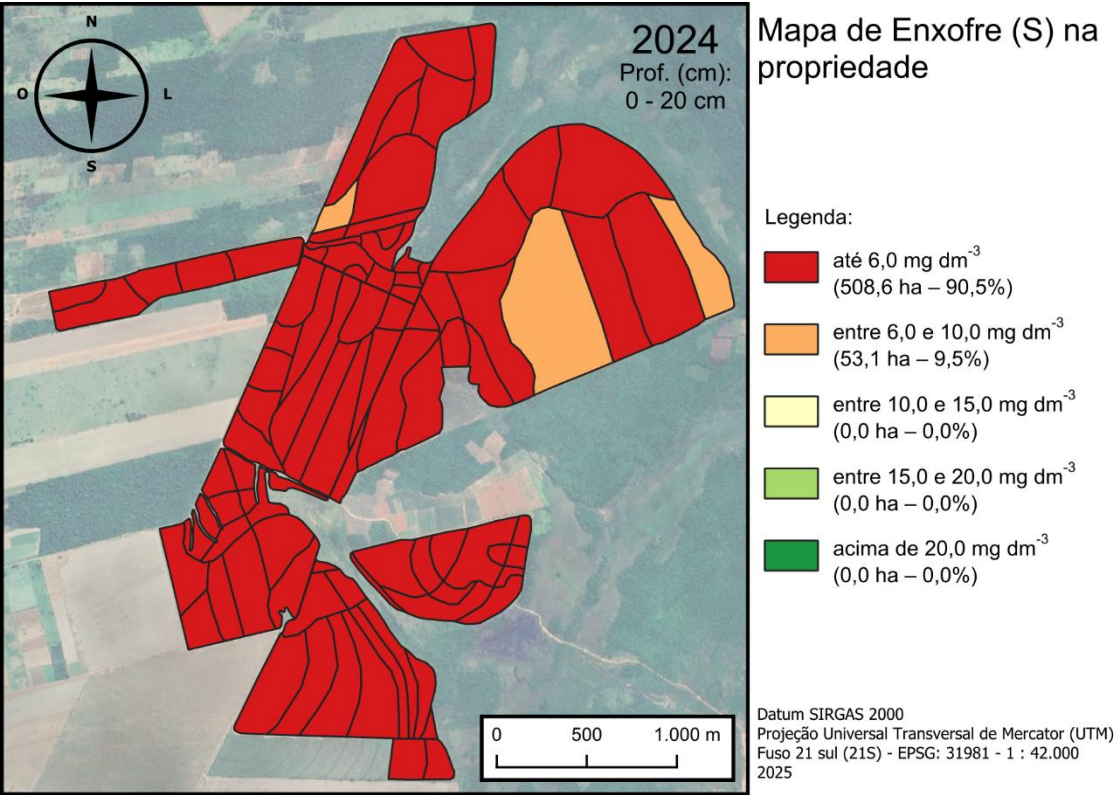 N
O
L
S
2024
Prof. (cm):
0 - 20 cm
0 500 1.000 m
Mapa de Enxofre (S) na
propriedade
Legenda:
até 6,0 mg dm⁻³
(508,6 ha – 90,5%)
entre 6,0 e 10,0 mg dm⁻³
(53,1 ha – 9,5%)
entre 10,0 e 15,0 mg dm⁻³
(0,0 ha – 0,0%)
entre 15,0 e 20,0 mg dm⁻³
(0,0 ha – 0,0%)
acima de 20,0 mg dm⁻³
(0,0 ha – 0,0%)
Datum SIRGAS 2000
Projeção Universal Transversal de Mercator (UTM)
Fuso 21 sul (21S) - EPSG: 31981 - 1 : 42.000
2025